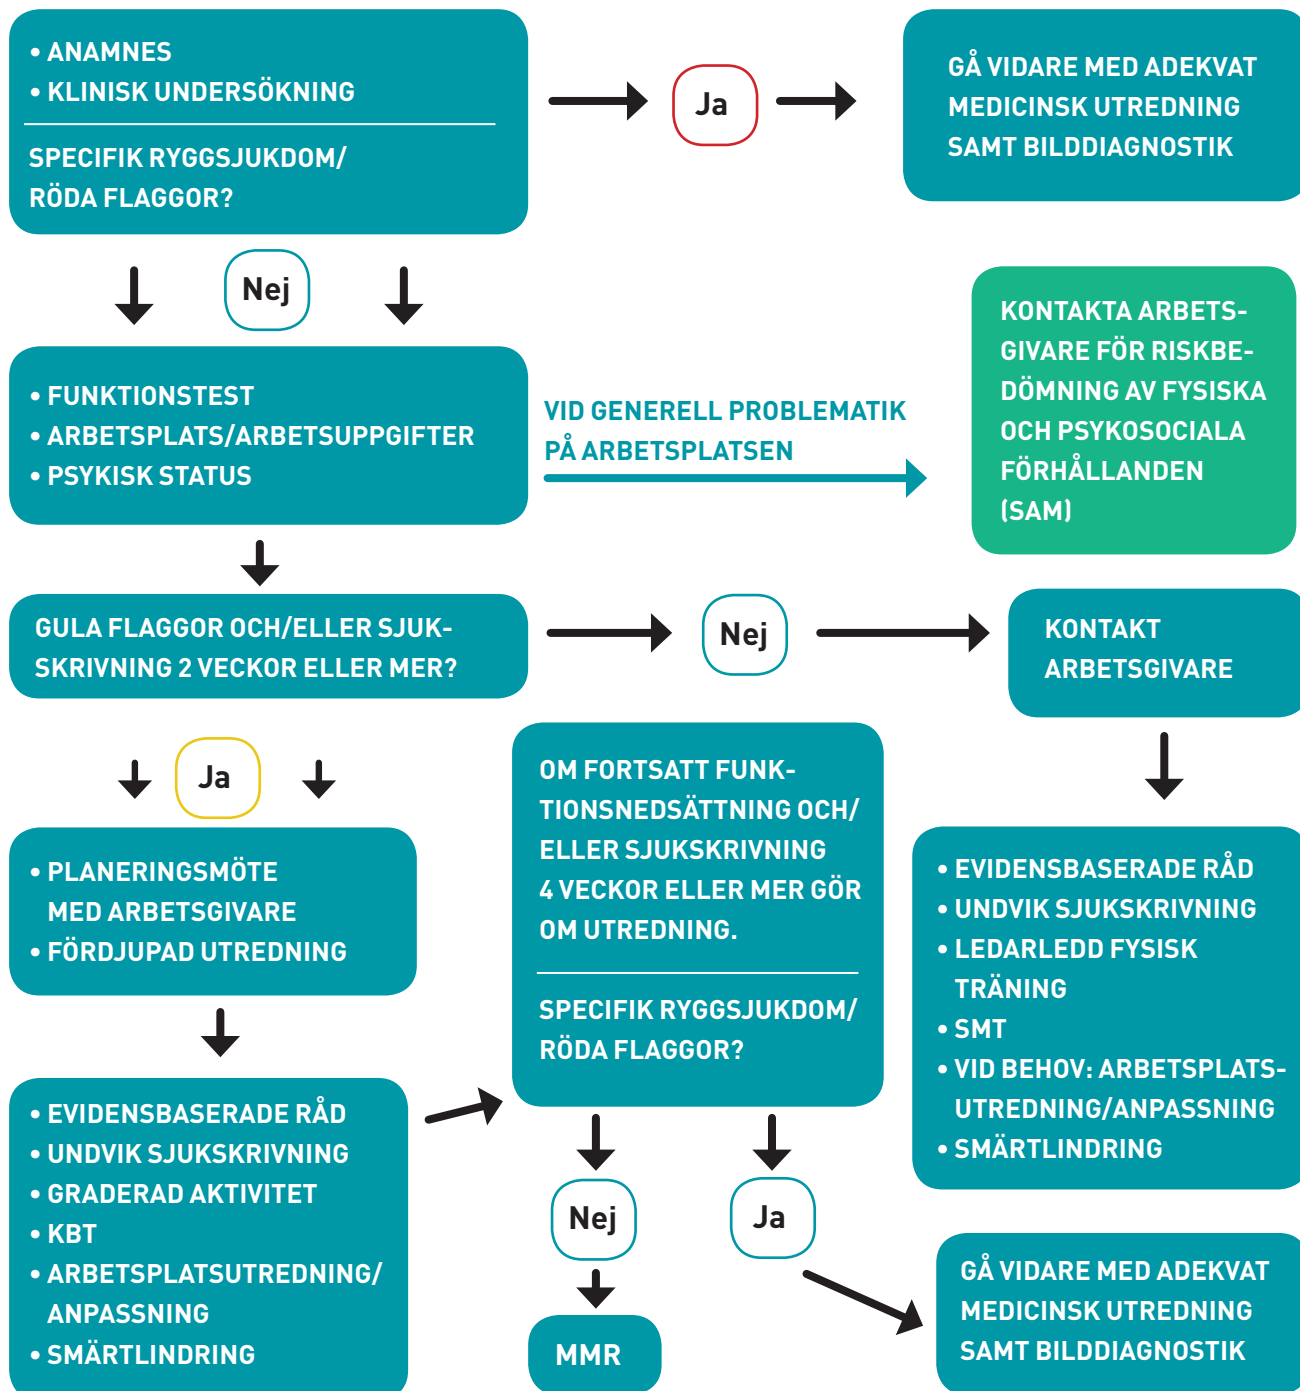 • ANAMNES
• KLINISK UNDERSÖKNING
SPECIFIK RYGGSJUKDOM/
RÖDA FLAGGOR?
Ja
GÅ VIDARE MED ADEKVAT
MEDICINSK UTREDNING
SAMT BILDDIAGNOSTIK
Nej
• FUNKTIONSTEST
• ARBETSPLATS/ARBETSUPPGIFTER
• PSYKISK STATUS
VID GENERELL PROBLEMATIK
PÅ ARBETSPLATSEN
KONTAKTA ARBETS-
GIVARE FÖR RISKBE-
DÖMNING AV FYSISKA
OCH PSYKOSOCIALA
FÖRHÅLLANDEN
(SAM)
GULA FLAGGOR OCH/ELLER SJUK-
SKRIVNING 2 VECKOR ELLER MER?
Nej
KONTAKT
ARBETSGIVARE
Ja
• PLANERINGSMÖTE
MED ARBETSGIVARE
• FÖRDJUPAD UTREDNING
• EVIDENSBASERADE RÅD
• UNDVIK SJUKSKRIVNING
• GRADERAD AKTIVITET
• KBT
• ARBETSPLATSUTREDNING/
ANPASSNING
• SMÄRTLINDRING
OM FORTSATT FUNK-
TIONSNEDSÄTTNING OCH/
ELLER SJUKSKRIVNING
4 VECKOR ELLER MER GÖR
OM UTREDNING.
SPECIFIK RYGGSJUKDOM/
RÖDA FLAGGOR?
Nej
Ja
MMR
• EVIDENSBASERADE RÅD
• UNDVIK SJUKSKRIVNING
• LEDARLEDD FYSISK
TRÄNING
• SMT
• VID BEHOV: ARBETSPLATS-
UTREDNING/ANPASSNING
• SMÄRTLINDRING
GÅ VIDARE MED ADEKVAT
MEDICINSK UTREDNING
SAMT BILDDIAGNOSTIK